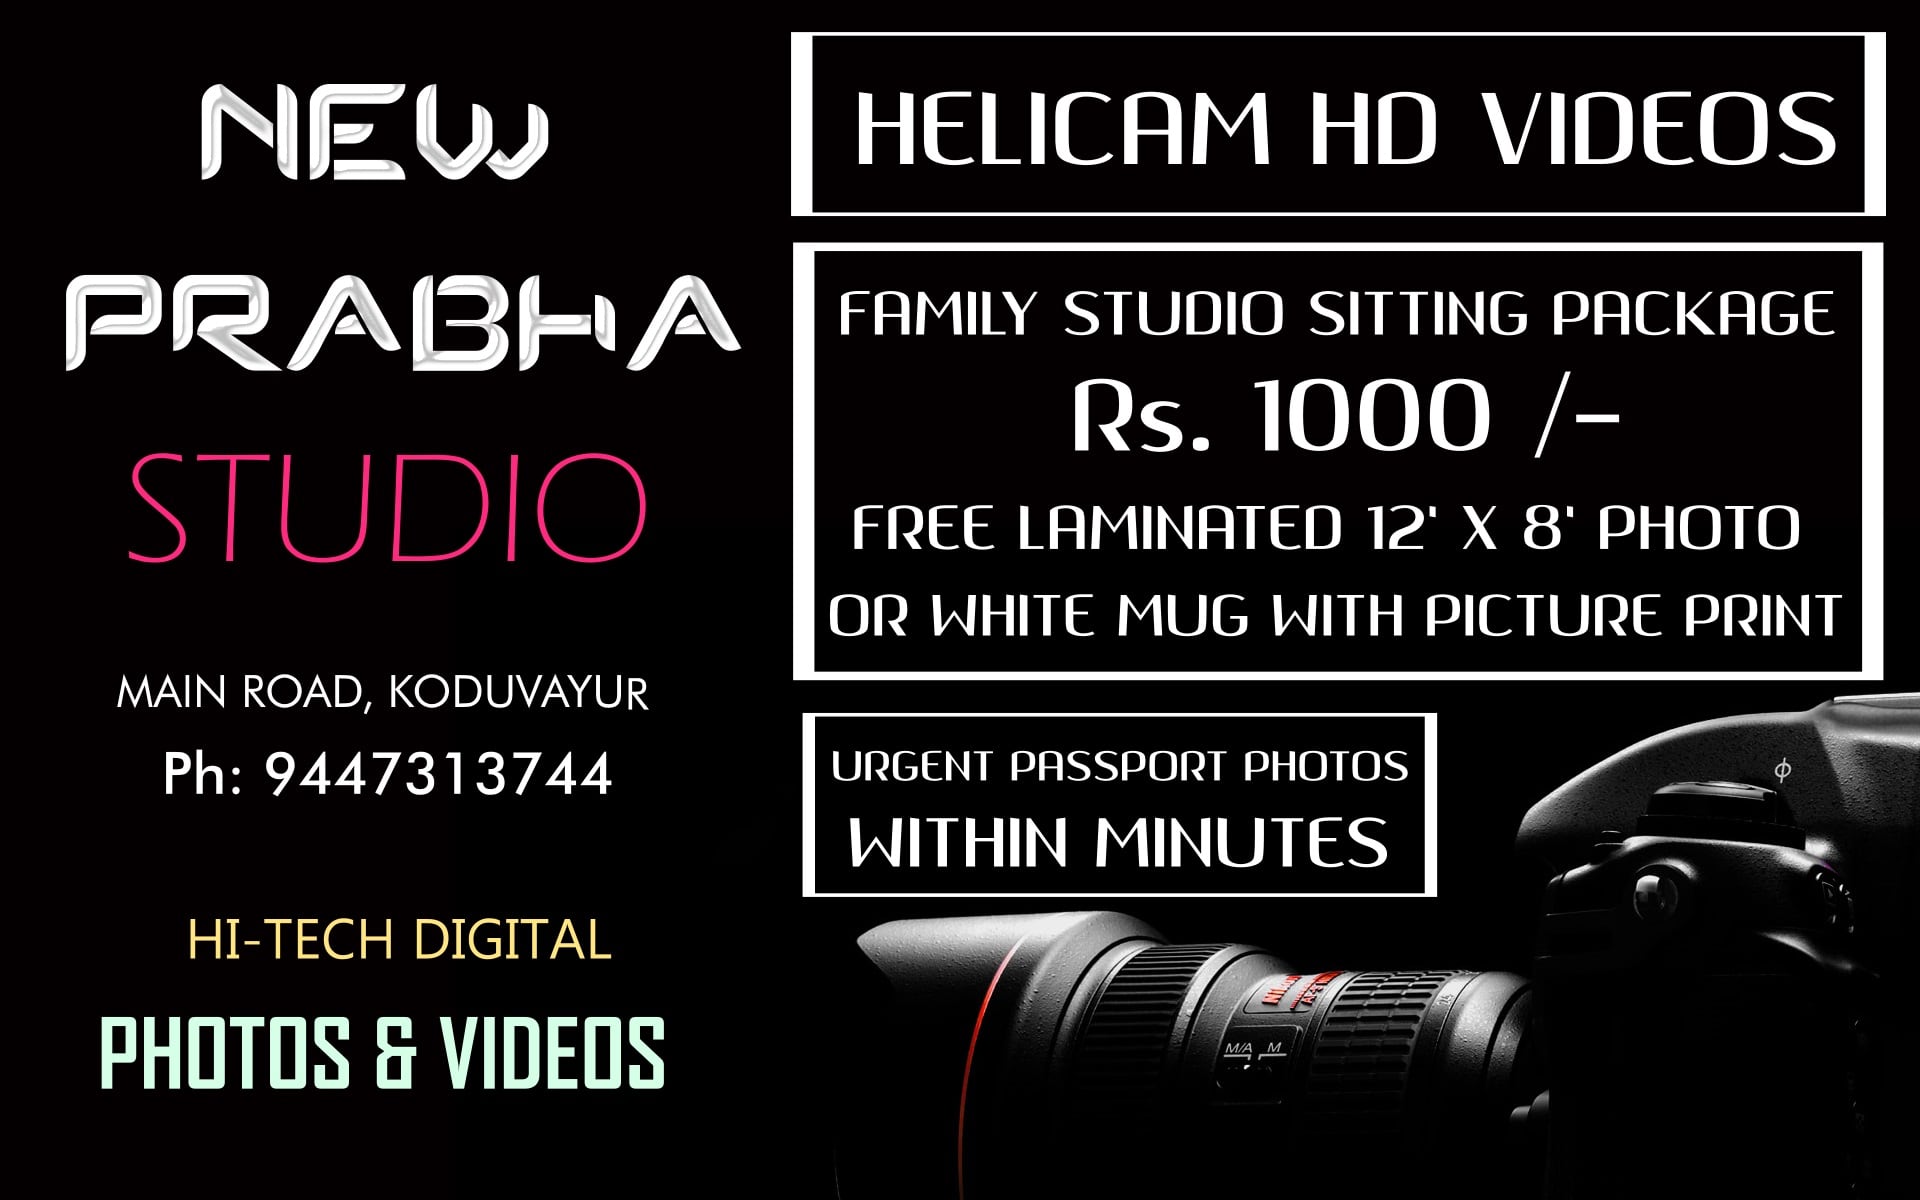 NEW
PRABHA
STUDIO
MAIN ROAD, KODUVAYUR
Ph: 9447313744
HI-TECH DIGITAL
PHOTOS & VIDEOS
HELICAM HD VIDEOS
FAMILY STUDIO SITTING PACKAGE
Rs. 1000 /-
FREE LAMINATED 12' X 8' PHOTO
OR WHITE MUG WITH PICTURE PRINT
URGENT PASSPORT PHOTOS
WITHIN MINUTES
M/A M